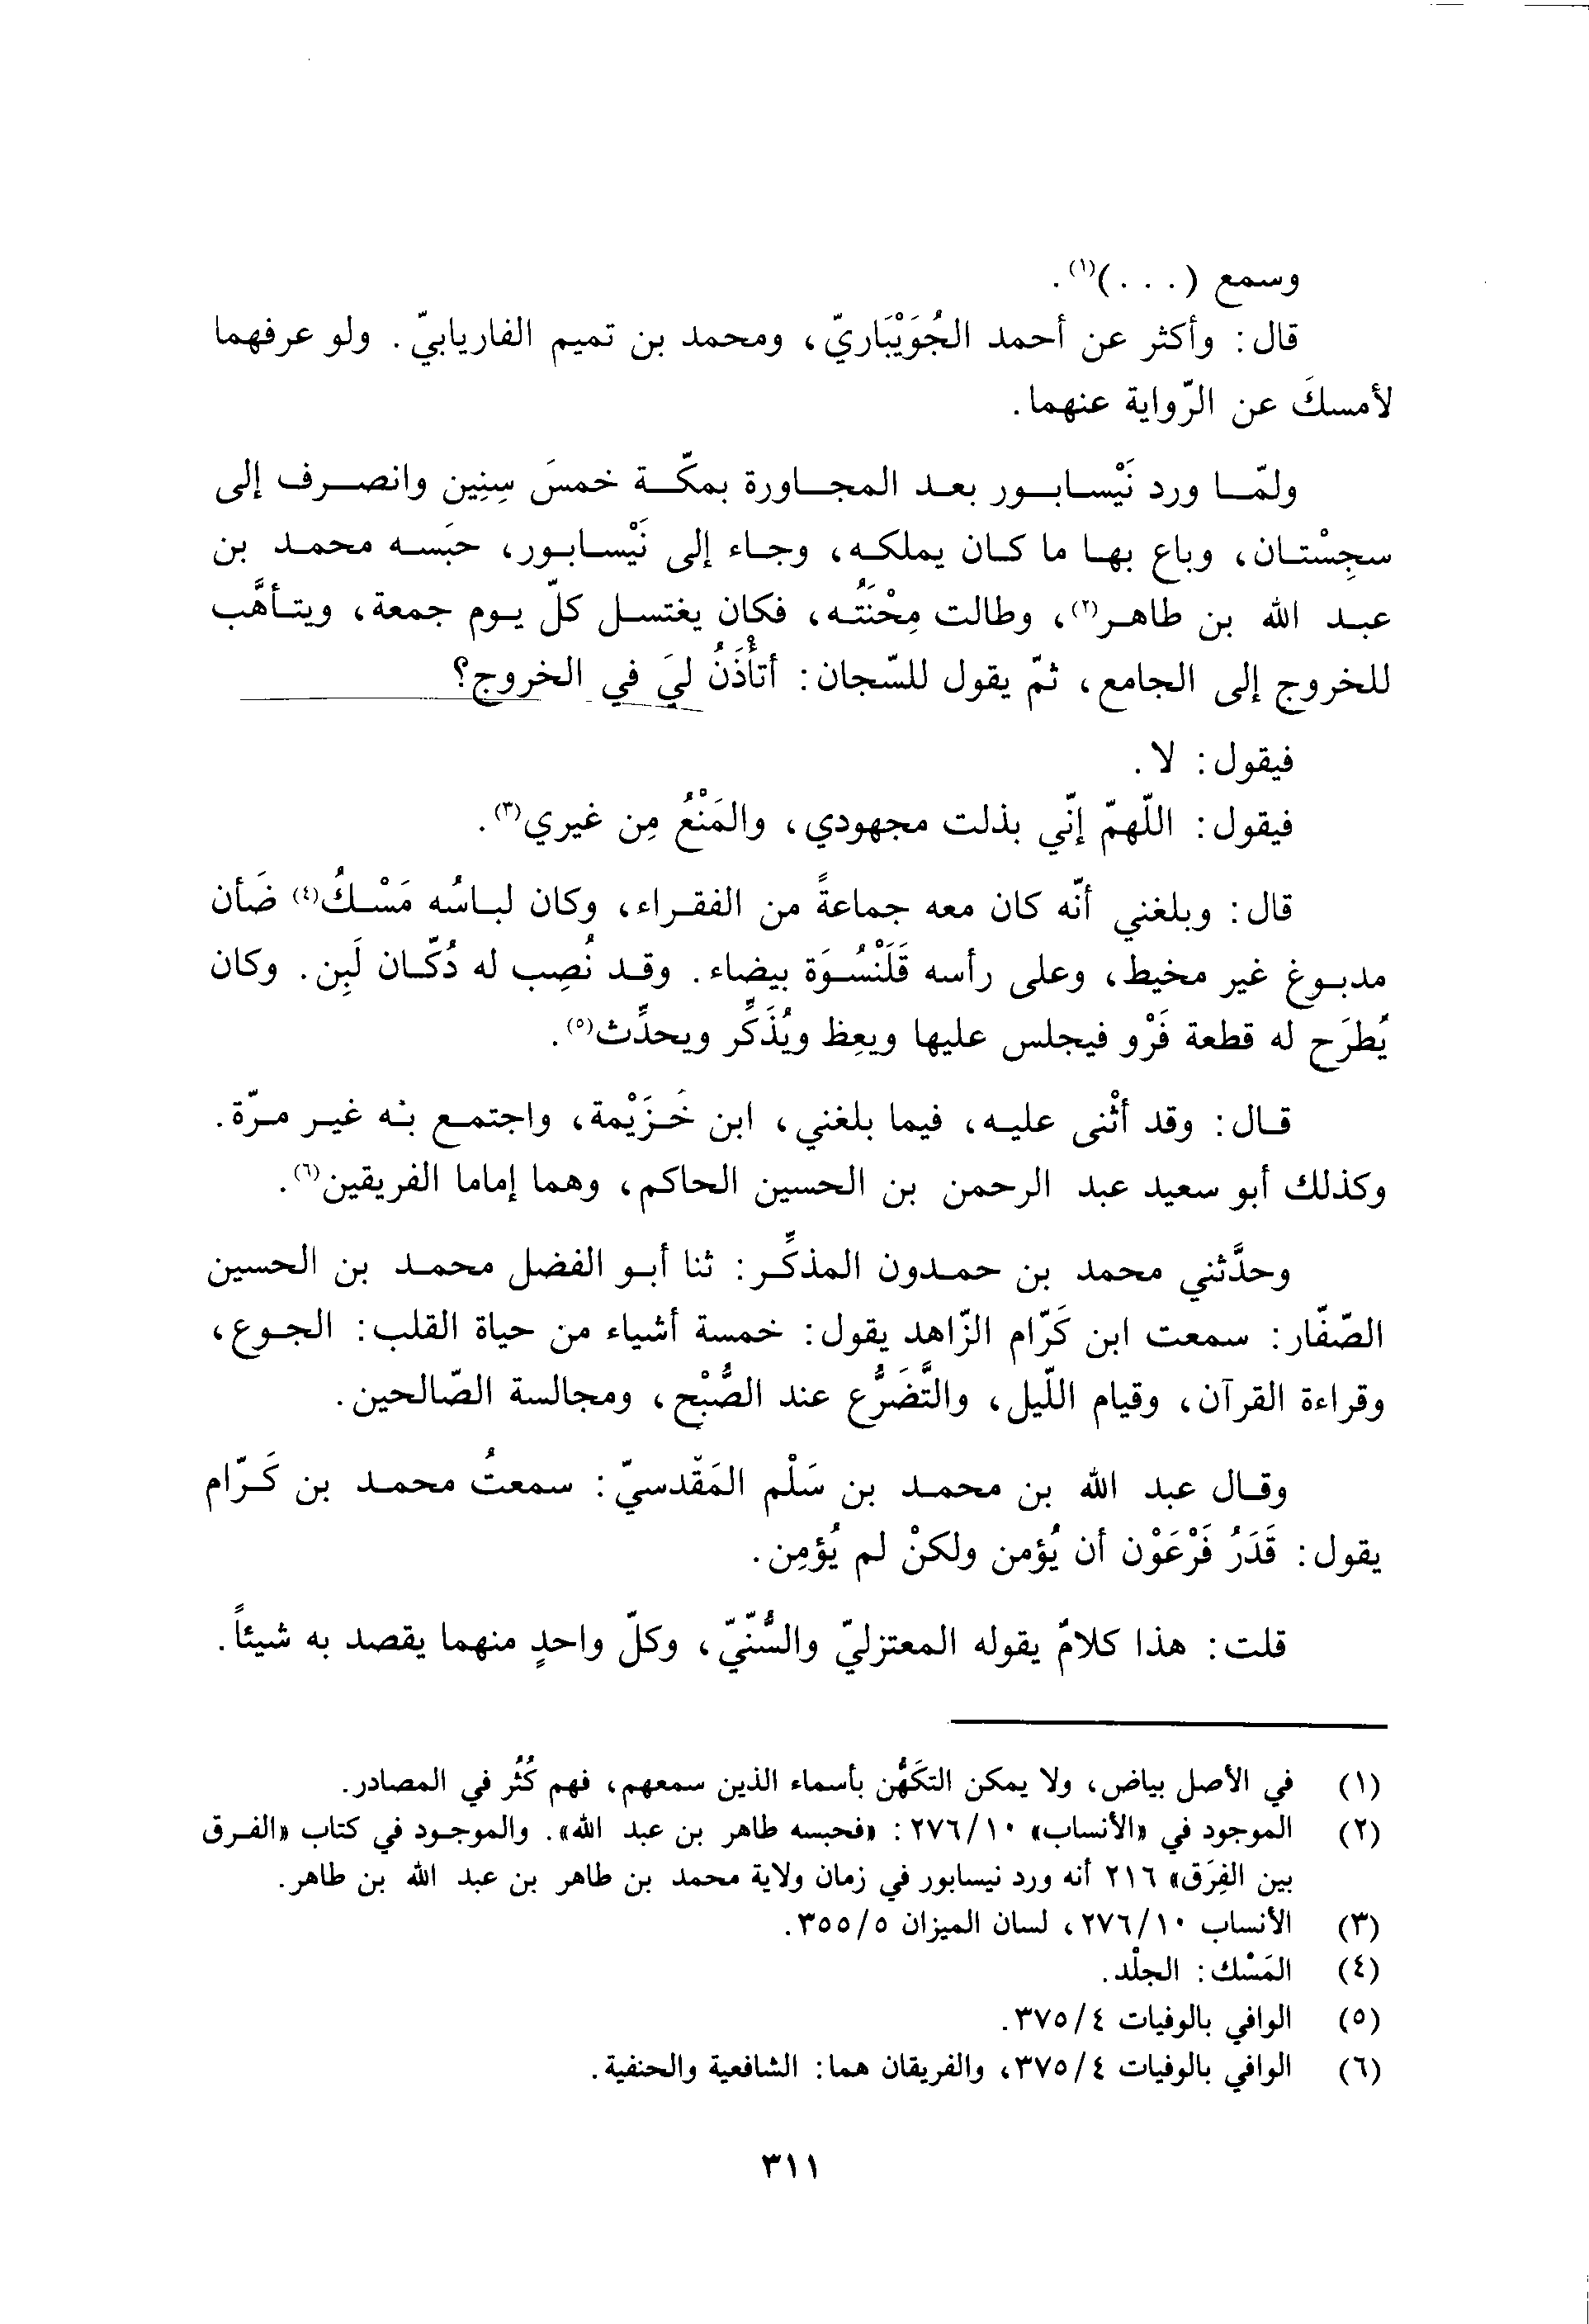 وسمع (. . .)(١).
قال: وأكثر عن أحمد الجُوَيْبَاريّ، ومحمد بن تميم الفاريابيّ. ولو عرفهما
لأمسكَ عن الرّواية عنهما.
ولمّا ورد نَيْسابور بعد المجاورة بمكّة خمسَ سِنِين وانصرف إلى
سجِسْتان، وباع بها ما كان يملكه، وجاء إلى نَيْسابور، حبَسه محمد بن
عبد الله بن طاهر(٢)، وطالت مِحْنَتُه، فكان يغتسل كلّ يوم جمعة، ويتأهَّب
للخروج إلى الجامع، ثمّ يقول للسّجان: أتأْذَنُ ليَ في الخروج؟
فيقول: لا.
فيقول: اللّهمّ إنّي بذلت مجهودي، والمَنْعُ مِن غيري(٣).
قال: وبلغني أنّه كان معه جماعةً من الفقراء، وكان لباسُه مَسْكُ(٤) ضَأن
مدبوغ غير مخيط، وعلى رأسه قَلَنْسُوَة بيضاء. وقد نُصِب له دُكّان لَبِن. وكان
يُطرَح له قطعة فَرْو فيجلس عليها ويعِظ ويُذَكِّر ويحدِّث(٥).
قال: وقد أثْنى عليه، فيما بلغني، ابن خُزَيْمة، واجتمع به غير مرّة.
وكذلك أبو سعيد عبد الرحمن بن الحسين الحاكم، وهما إماما الفريقين(٦).
وحدَّثني محمد بن حمدون المذكِّر: ثنا أبو الفضل محمد بن الحسين
الصّفّار: سمعت ابن كَرّام الزّاهد يقول: خمسة أشياء من حياة القلب: الجوع،
وقراءة القرآن، وقيام اللّيل، والتَّضَرُّع عند الصُّبْح، ومجالسة الصّالحين.
وقال عبد الله بن محمد بن سَلْم المَقْدسيّ: سمعتُ محمد بن كَرّام
يقول: قَدَرُ فَرْعَوْن أن يُؤمن ولكنْ لم يُؤمِن.
قلت: هذا كلامٌ يقوله المعتزليّ والسُّنّيّ، وكلّ واحدٍ منهما يقصد به شيئاً.
(١) في الأصل بياض، ولا يمكن التكَهُّن بأسماء الذين سمعهم، فهم كُثُر في المصادر.
(٢) الموجود في «الأنساب» ٢٧٦/١٠: «فحبسه طاهر بن عبد الله». والموجود في كتاب «الفرق
بين الفِرَق» ٢١٦ أنه ورد نيسابور في زمان ولاية محمد بن طاهر بن عبد الله بن طاهر.
(٣) الأنساب ٢٧٦/١٠، لسان الميزان ٣٥٥/٥.
(٤) المَسْك: الجلْد.
(٥) الوافي بالوفيات ٣٧٥/٤.
(٦) الوافي بالوفيات ٣٧٥/٤، والفريقان هما: الشافعية والحنفية.
٣١١